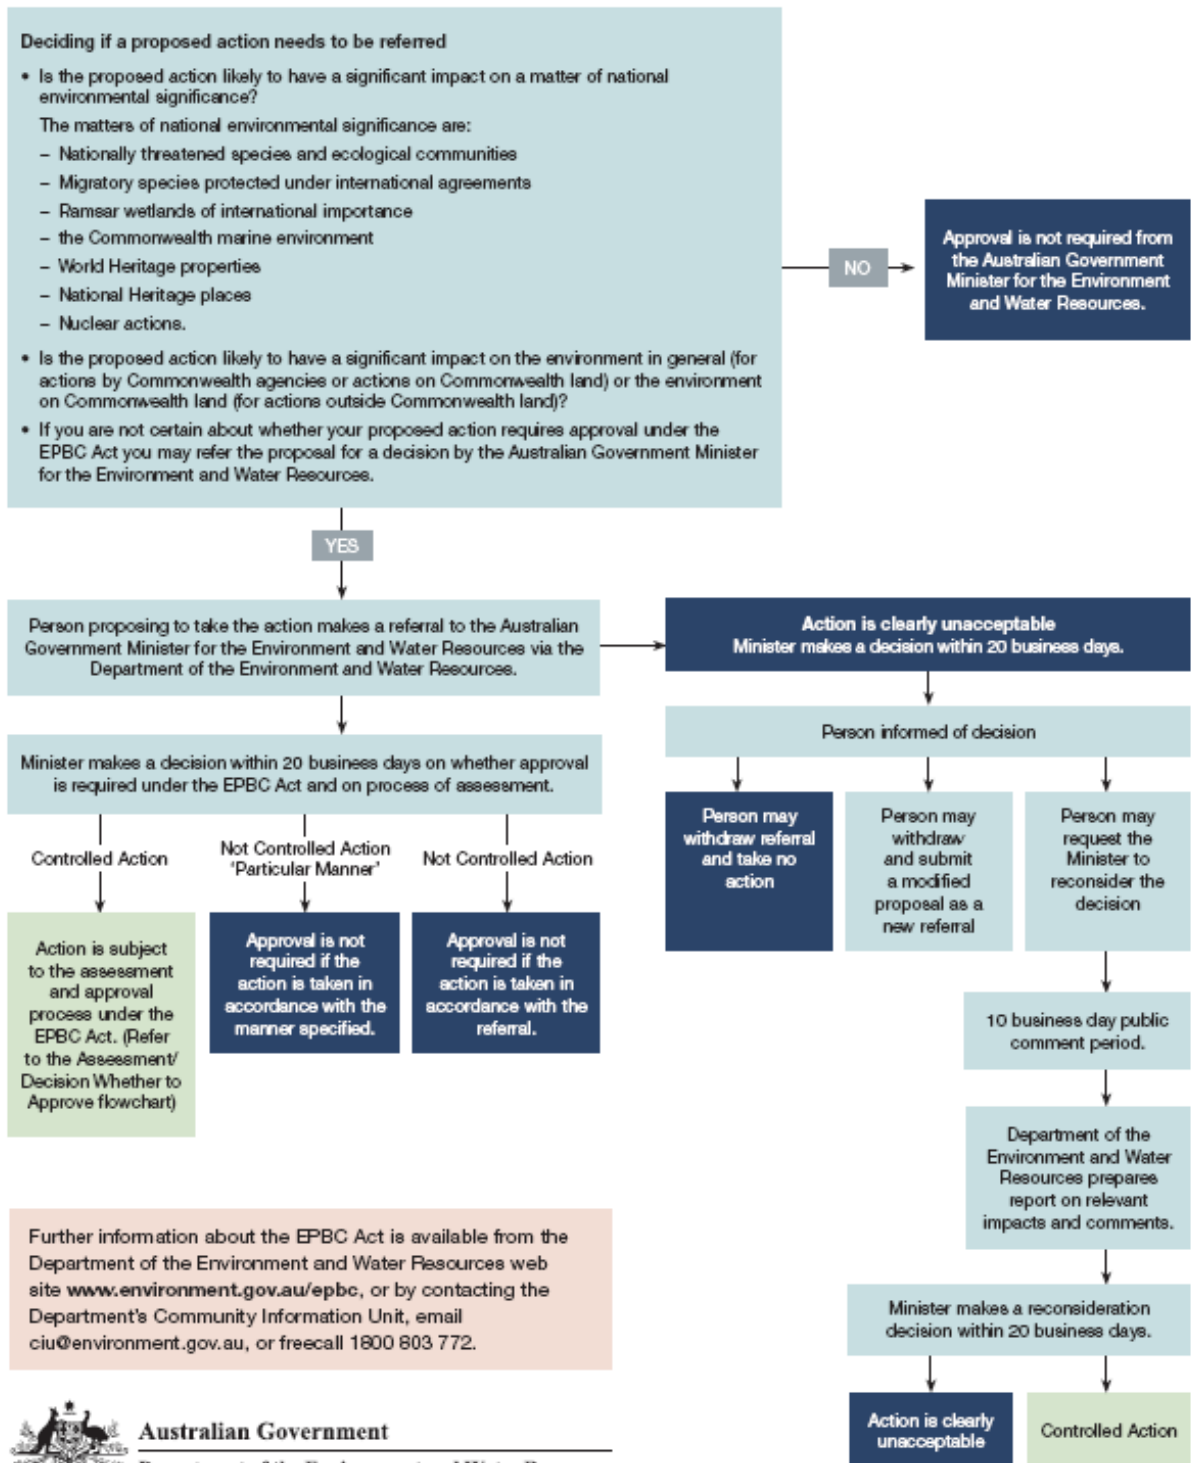 Deciding if a proposed action needs to be referred
• Is the proposed action likely to have a significant impact on a matter of national
environmental significance?
The matters of national environmental significance are:
– Nationally threatened species and ecological communities
– Migratory species protected under international agreements
– Ramsar wetlands of international importance
– the Commonwealth marine environment
– World Heritage properties
– National Heritage places
– Nuclear actions.
• Is the proposed action likely to have a significant impact on the environment in general (for
actions by Commonwealth agencies or actions on Commonwealth land) or the environment
on Commonwealth land (for actions outside Commonwealth land)?
• If you are not certain about whether your proposed action requires approval under the
EPBC Act you may refer the proposal for a decision by the Australian Government Minister
for the Environment and Water Resources.
NO
Approval is not required from
the Australian Government
Minister for the Environment
and Water Resources.
YES
Person proposing to take the action makes a referral to the Australian
Government Minister for the Environment and Water Resources via the
Department of the Environment and Water Resources.
Action is clearly unacceptable
Minister makes a decision within 20 business days.
Person informed of decision
Minister makes a decision within 20 business days on whether approval
is required under the EPBC Act and on process of assessment.
Person may
withdraw referral
and take no
action
Person may
withdraw
and submit
a modified
proposal as a
new referral
Person may
request the
Minister to
reconsider the
decision
Controlled Action
Not Controlled Action
'Particular Manner'
Not Controlled Action
Action is subject
to the assessment
and approval
process under the
EPBC Act. (Refer
to the Assessment/
Decision Whether to
Approve flowchart)
Approval is not
required if the
action is taken in
accordance with the
manner specified.
Approval is not
required if the
action is taken in
accordance with the
referral.
10 business day public
comment period.
Department of the
Environment and Water
Resources prepares
report on relevant
impacts and comments.
Minister makes a reconsideration
decision within 20 business days.
Action is clearly
unacceptable
Controlled Action
Further information about the EPBC Act is available from the
Department of the Environment and Water Resources web
site www.environment.gov.au/epbc, or by contacting the
Department's Community Information Unit, email
ciu@environment.gov.au, or freecall 1800 803 772.
Australian Government